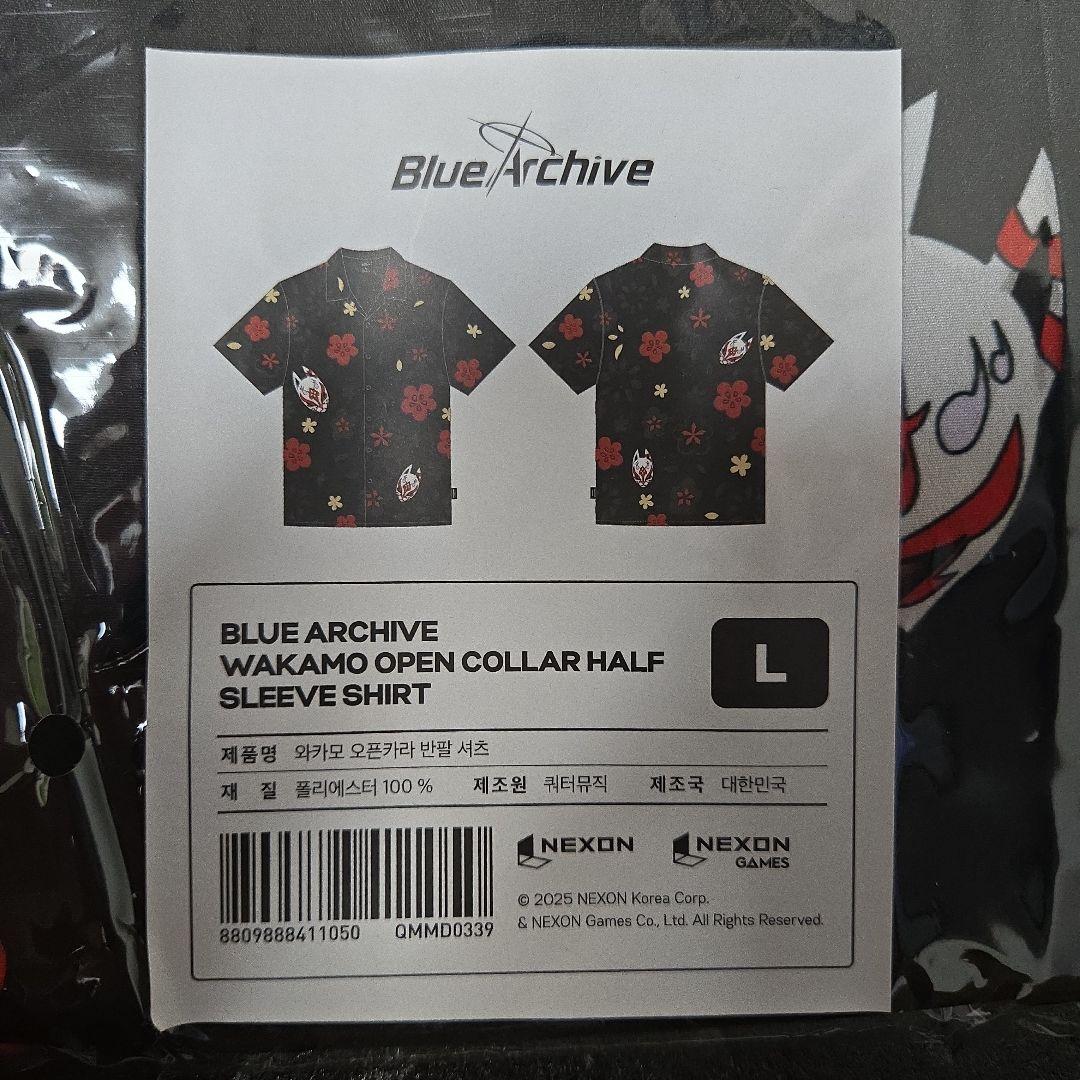 Blue Archive
BLUE ARCHIVE
WAKAMO OPEN COLLAR HALF
SLEEVE SHIRT
L
제품명 와카모 오픈카라 반팔 셔츠
재 질 폴리에스터 100 % 제조원 쿼터뮤직 제조국 대한민국
NEXON NEXON GAMES
8809888411050 QMMD0339
© 2025 NEXON Korea Corp.
& NEXON Games Co., Ltd. All Rights Reserved.